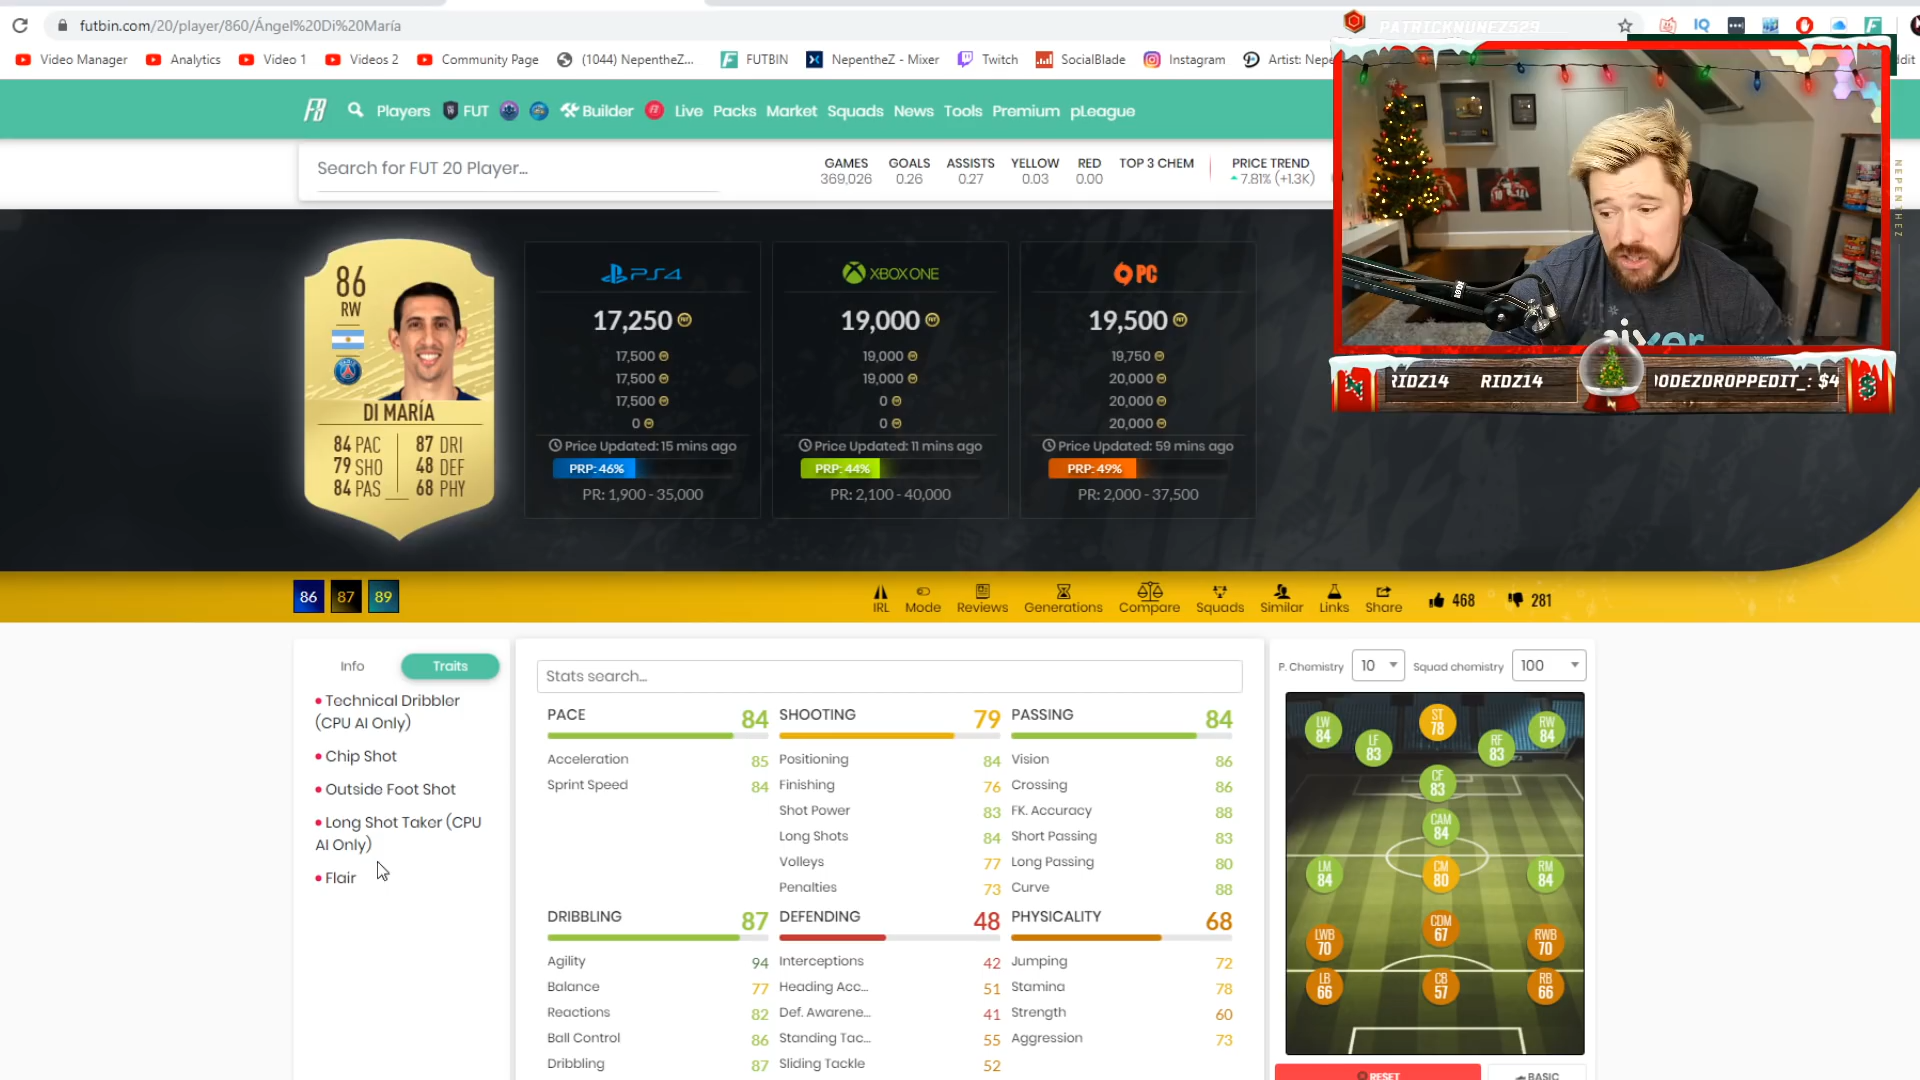 futbin.com/20/player/860/Ángel%20Di%20María
PATRICKNUNEZ529
Video Manager Analytics Video 1 Videos 2 Community Page (1044) NepentheZ... FUTBIN NepentheZ - Mixer Twitch SocialBlade Instagram Artist: Nepe
Players FUT Builder Live Packs Market Squads News Tools Premium pLeague
Search for FUT 20 Player...
GAMES GOALS ASSISTS YELLOW RED TOP 3 CHEM PRICE TREND
369,026 0.26 0.27 0.03 0.00 7.81% (+1.3K)
NEPENTHEZ
86
RW
DI MARÍA
84 PAC 87 DRI
79 SHO 48 DEF
84 PAS 68 PHY
PS4
17,250
17,500
17,500
17,500
0
Price Updated: 15 mins ago
PRP: 46%
PR: 1,900 - 35,000
XBOX ONE
19,000
19,000
19,000
0
0
Price Updated: 11 mins ago
PRP: 44%
PR: 2,100 - 40,000
PC
19,500
19,750
20,000
20,000
20,000
Price Updated: 59 mins ago
PRP: 49%
PR: 2,000 - 37,500
RIDZ14 RIDZ14 ODEZDROPPEDIT_: $4
86 87 89
IRL Mode Reviews Generations Compare Squads Similar Links Share 468 281
Info Traits
Technical Dribbler
(CPU AI Only)
Chip Shot
Outside Foot Shot
Long Shot Taker (CPU
AI Only)
Flair
Stats search...
PACE 84
Acceleration 85
Sprint Speed 84
SHOOTING 79
Positioning 84
Finishing 76
Shot Power 83
Long Shots 84
Volleys 77
Penalties 73
PASSING 84
Vision 86
Crossing 86
FK. Accuracy 88
Short Passing 83
Long Passing 80
Curve 88
DRIBBLING 87
Agility 94
Balance 77
Reactions 82
Ball Control 86
Dribbling 87
DEFENDING 48
Interceptions 42
Heading Acc... 51
Def. Awarene... 41
Standing Tac... 55
Sliding Tackle 52
PHYSICALITY 68
Jumping 72
Stamina 78
Strength 60
Aggression 73
P. Chemistry 10 Squad chemistry 100
LW 84
ST 78
RW 84
LF 83
RF 83
CF 83
CAM 84
LM 84
CM 80
RM 84
CDM 67
LWB 70
RWB 70
LB 66
CB 57
RB 66
RESET BASIC